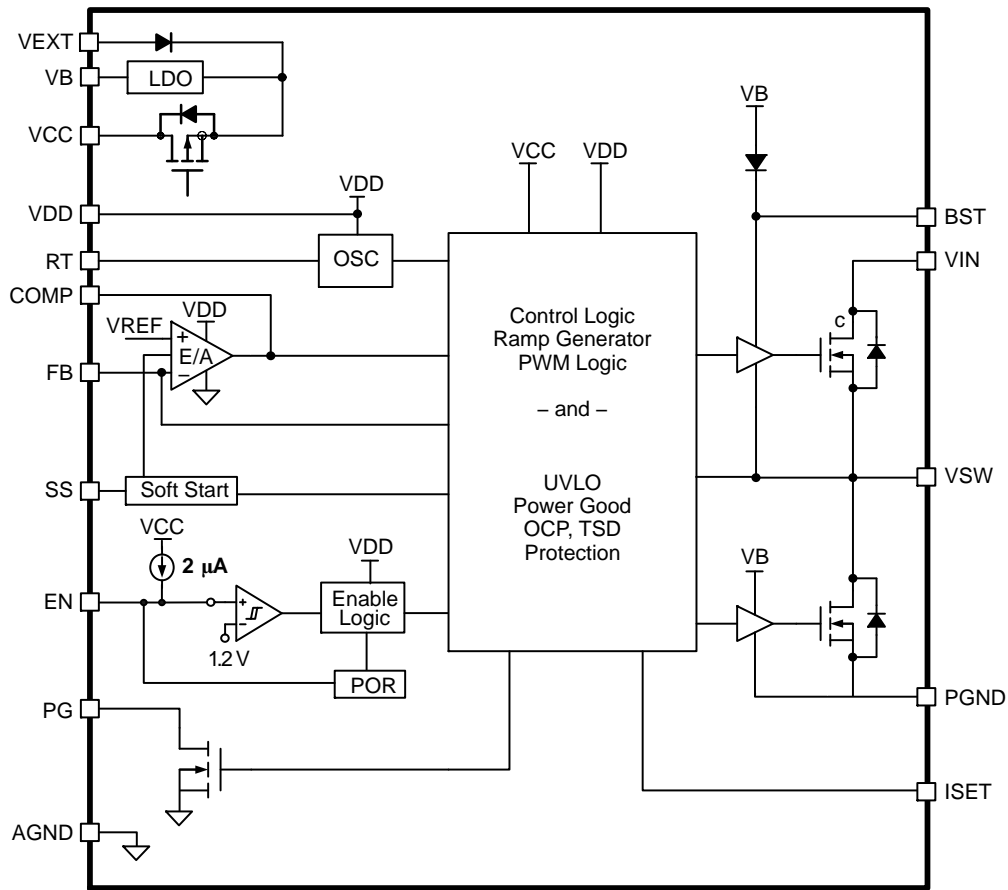 VEXT
VB
LDO
VCC
VDD
VDD
RT
OSC
COMP
VREF
VDD
+
E/A
–
FB
SS
Soft Start
VCC
2 μA
EN
+
–
1.2 V
VDD
Enable
Logic
POR
PG
AGND
VCC
VDD
Control Logic
Ramp Generator
PWM Logic
– and –
UVLO
Power Good
OCP, TSD
Protection
VB
BST
VIN
C
VSW
VB
PGND
ISET